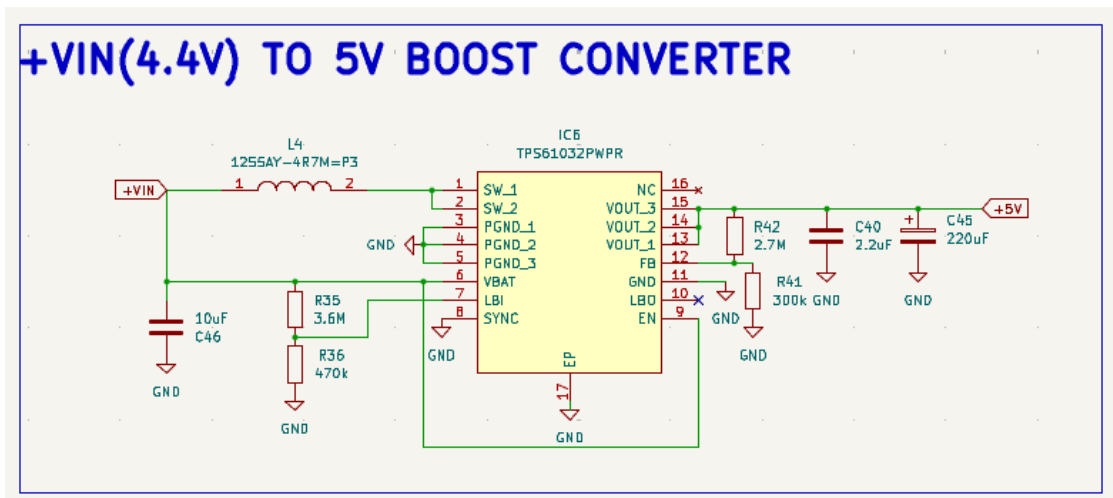 +VIN(4.4V) TO 5V BOOST CONVERTER
IC6
TPS61032PWPR
L4
1255AY-4R7M=P3
+VIN
1
2
1
SW_1
2
SW_2
3
PGND_1
4
PGND_2
5
PGND_3
6
VBAT
7
LBI
8
SYNC
GND
NC
16
VOUT_3
15
VOUT_2
14
VOUT_1
13
FB
12
GND
11
LBO
10
EN
9
EP
17
GND
+5V
R42
2.7M
C40
2.2uF
GND
C45
220uF
GND
R41
300k
GND
GND
R35
3.6M
R36
470k
GND
10uF
C46
GND
GND